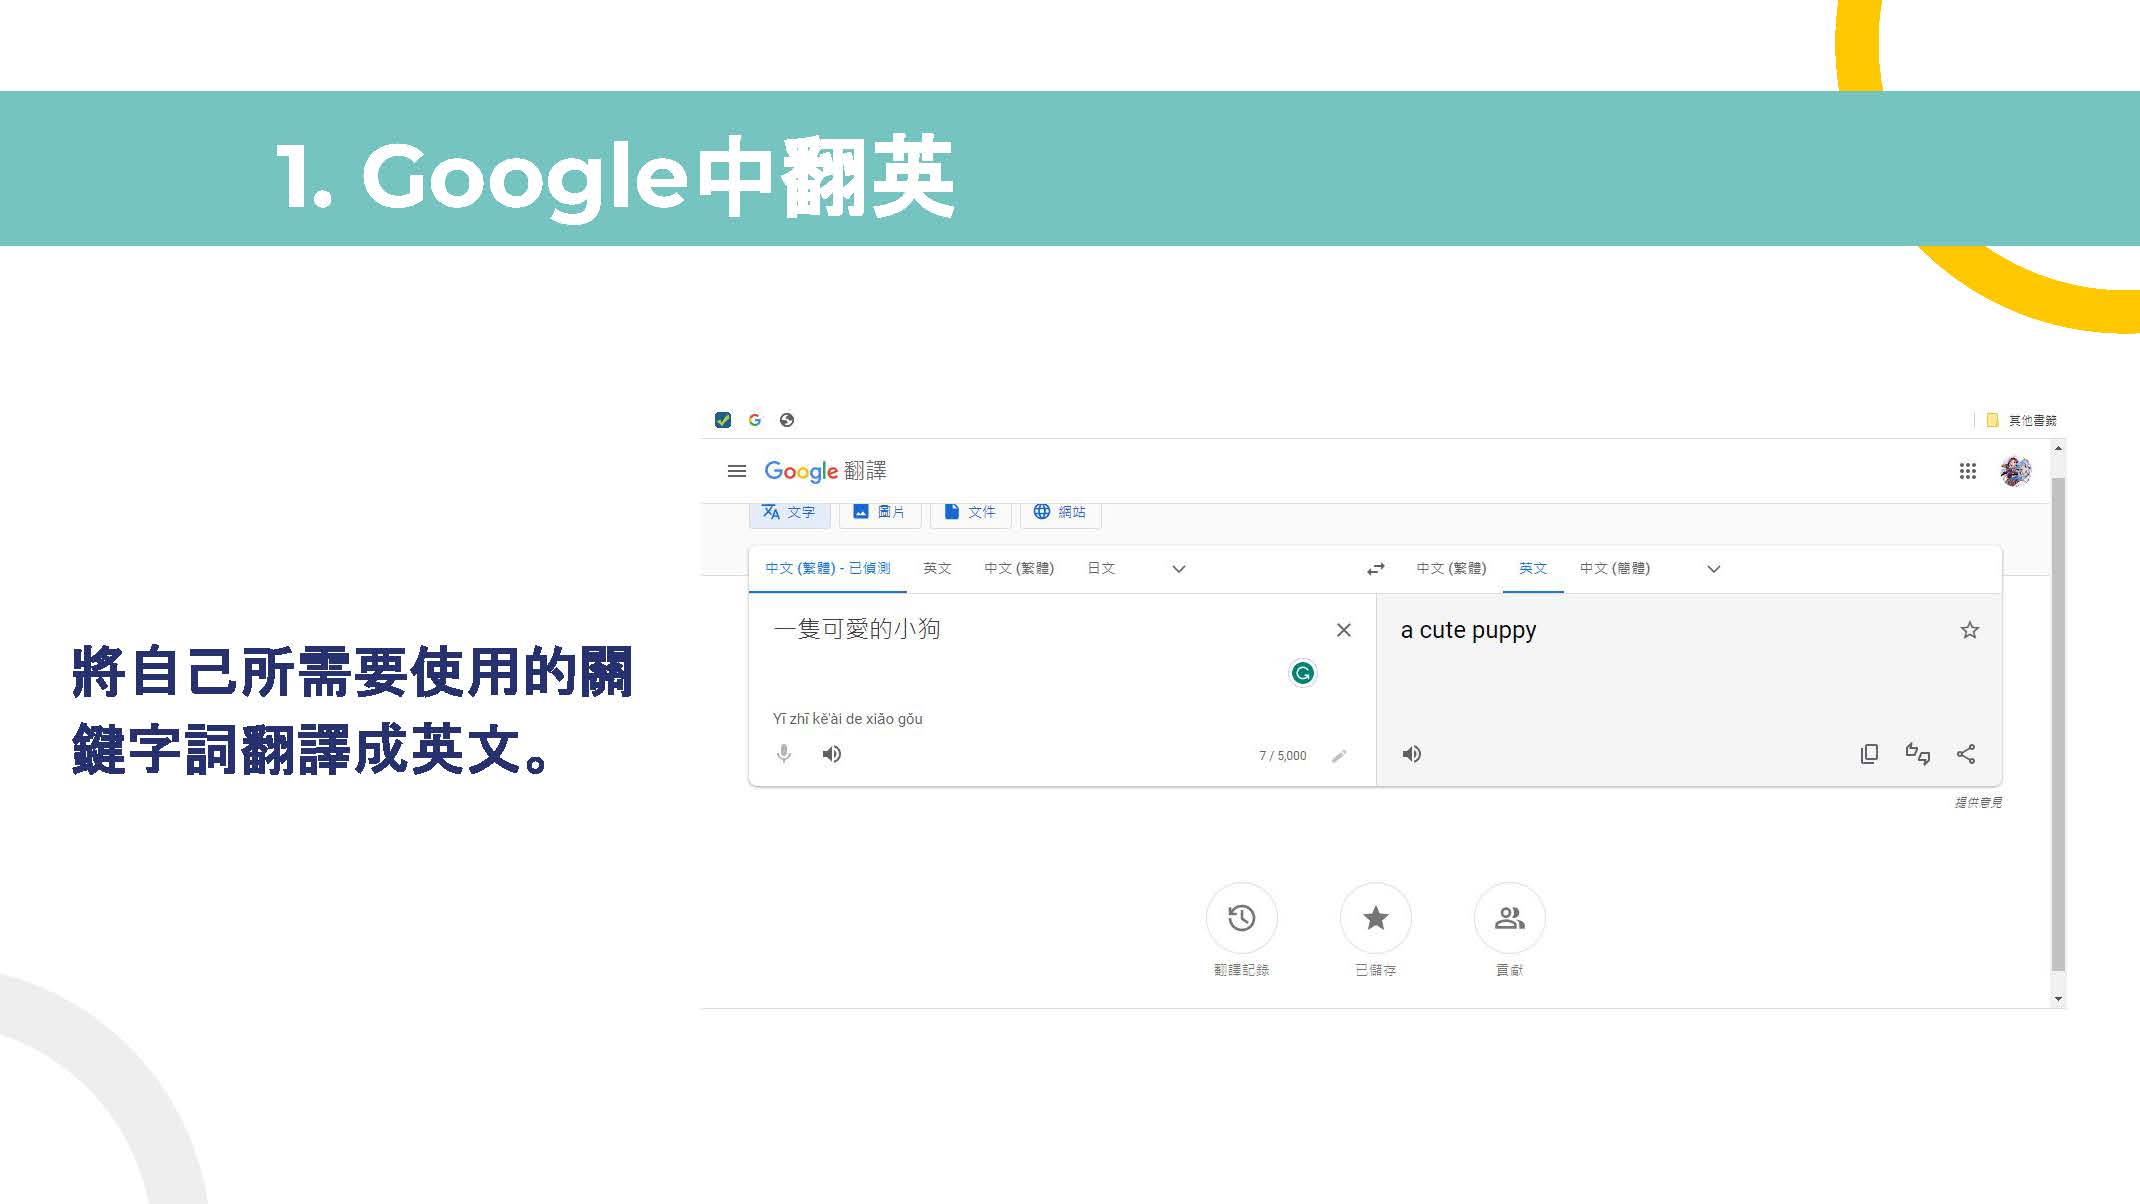 1. Google中翻英
將自己所需要使用的關
鍵字詞翻譯成英文。
其他書籤
Google 翻譯
文字 圖片 文件 網站
中文 (繁體) - 已偵測 英文 中文 (繁體) 日文 中文 (繁體) 英文 中文 (簡體)
一隻可愛的小狗
a cute puppy
Yī zhī kě'ài de xiǎo gǒu
7 / 5,000
提供意見
翻譯記錄 已儲存 貢獻